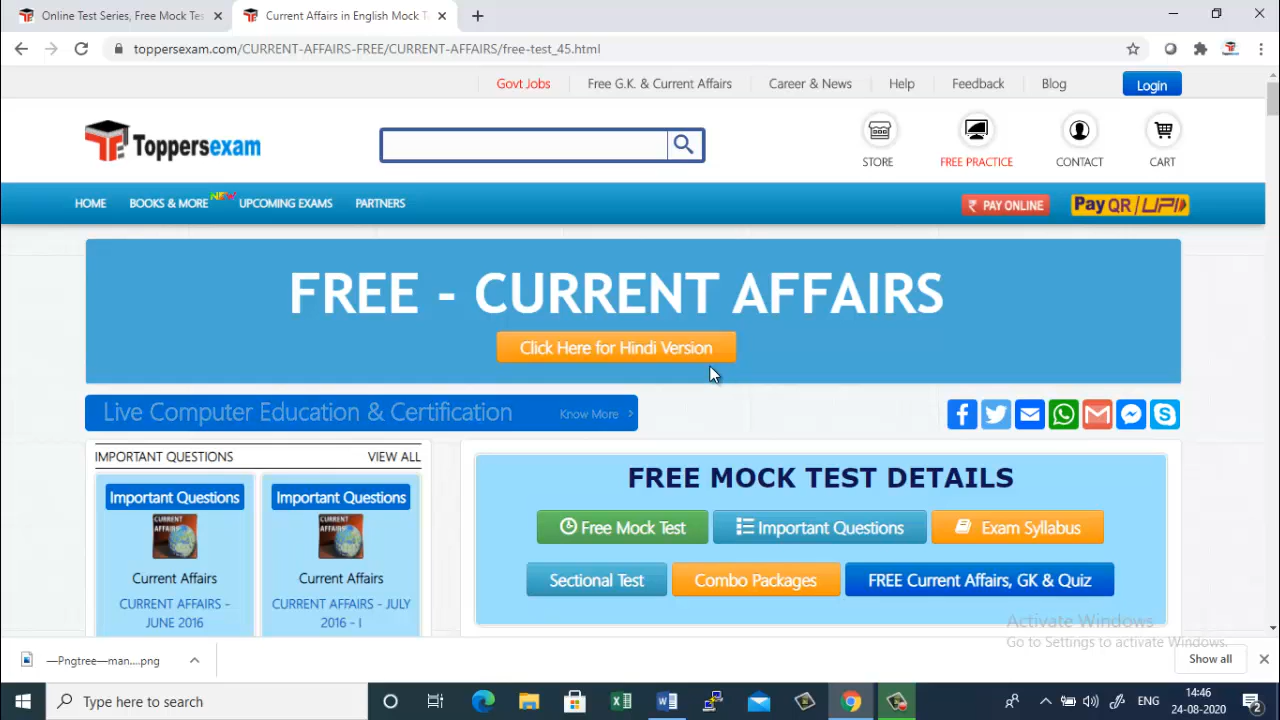 Online Test Series, Free Mock Tes
Current Affairs in English Mock T
toppersexam.com/CURRENT-AFFAIRS-FREE/CURRENT-AFFAIRS/free-test_45.html
Govt Jobs
Free G.K. & Current Affairs
Career & News
Help
Feedback
Blog
Login
Toppersexam
STORE
FREE PRACTICE
CONTACT
CART
HOME
BOOKS & MORE
NEW
UPCOMING EXAMS
PARTNERS
₹ PAY ONLINE
Pay QR/UPI
FREE - CURRENT AFFAIRS
Click Here for Hindi Version
Live Computer Education & Certification
Know More >
IMPORTANT QUESTIONS
VIEW ALL
Important Questions
CURRENT AFFAIRS
Current Affairs
CURRENT AFFAIRS -
JUNE 2016
Important Questions
CURRENT AFFAIRS
Current Affairs
CURRENT AFFAIRS - JULY
2016 - I
FREE MOCK TEST DETAILS
Free Mock Test
Important Questions
Exam Syllabus
Sectional Test
Combo Packages
FREE Current Affairs, GK & Quiz
Activate Windows
Go to Settings to activate Windows.
—Pngtree—man....png
Show all
Type here to search
ENG
14:46
24-08-2020
2